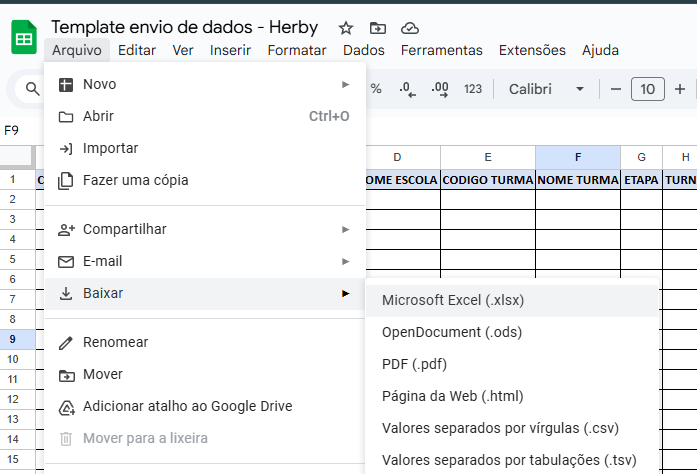 Template envio de dados - Herby
Arquivo Editar Ver Inserir Formatar Dados Ferramentas Extensões Ajuda
Novo
% .0 .00 123 Calibri 10
Abrir Ctrl+O
F9
Importar
D E F G H
Fazer uma cópia
1 OME ESCOLA CODIGO TURMA NOME TURMA ETAPA TURN
2
3
Compartilhar
4
E-mail
5
6
Baixar
7
Microsoft Excel (.xlsx)
8
OpenDocument (.ods)
9
Renomear
10
PDF (.pdf)
Mover
11
Página da Web (.html)
12
Adicionar atalho ao Google Drive
13
Valores separados por vírgulas (.csv)
14
Mover para a lixeira
15
Valores separados por tabulações (.tsv)